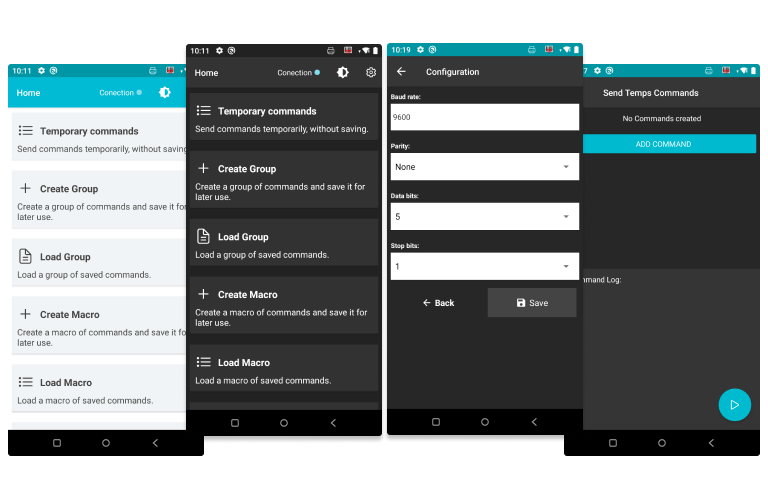 10:11
Home
Conection
Temporary commands
Send commands temporarily, without saving
Create Group
Create a group of commands and save it for
later use.
Load Group
Load a group of saved commands.
Create Macro
Create a macro of commands and save it for
later use.
Load Macro
Load a macro of saved commands.
10:11
Home
Conection
Temporary commands
Send commands temporarily, without saving.
Create Group
Create a group of commands and save it for
later use.
Load Group
Load a group of saved commands.
Create Macro
Create a macro of commands and save it for
later use.
Load Macro
Load a macro of saved commands.
10:19
Configuration
Baud rate:
9600
Parity:
None
Data bits:
5
Stop bits:
1
Back
Save
7
Send Temps Commands
No Commands created
ADD COMMAND
mmand Log: